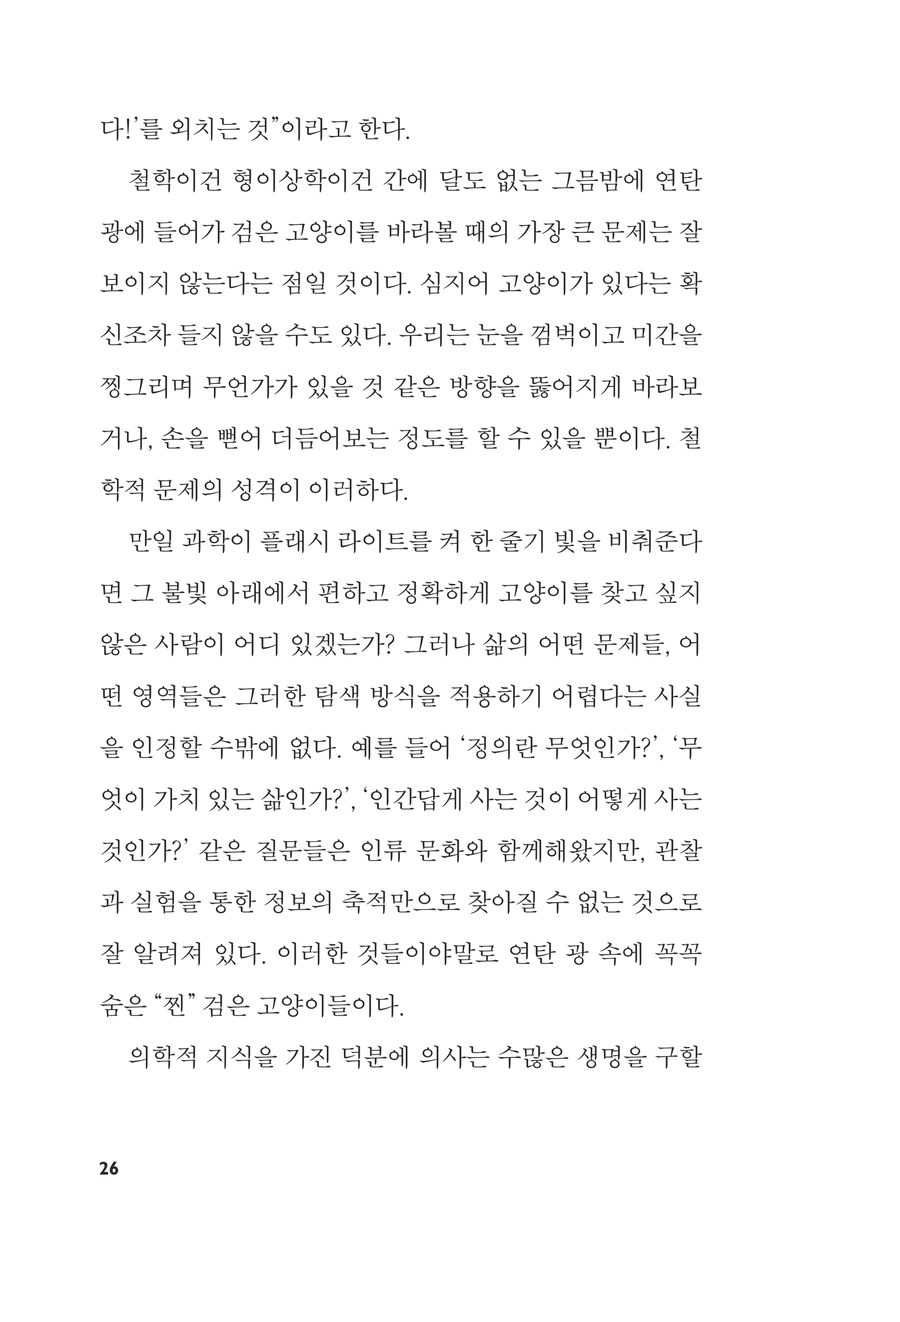 다!’를 외치는 것”이라고 한다.
철학이건 형이상학이건 간에 달도 없는 그믐밤에 연탄
광에 들어가 검은 고양이를 바라볼 때의 가장 큰 문제는 잘
보이지 않는다는 점일 것이다. 심지어 고양이가 있다는 확
신조차 들지 않을 수도 있다. 우리는 눈을 껌벅이고 미간을
찡그리며 무언가가 있을 것 같은 방향을 뚫어지게 바라보
거나, 손을 뻗어 더듬어보는 정도를 할 수 있을 뿐이다. 철
학적 문제의 성격이 이러하다.
만일 과학이 플래시 라이트를 켜 한 줄기 빛을 비춰준다
면 그 불빛 아래에서 편하고 정확하게 고양이를 찾고 싶지
않은 사람이 어디 있겠는가? 그러나 삶의 어떤 문제들, 어
떤 영역들은 그러한 탐색 방식을 적용하기 어렵다는 사실
을 인정할 수밖에 없다. 예를 들어 ‘정의란 무엇인가?’, ‘무
엇이 가치 있는 삶인가?’, ‘인간답게 사는 것이 어떻게 사는
것인가?’ 같은 질문들은 인류 문화와 함께해왔지만, 관찰
과 실험을 통한 정보의 축적만으로 찾아질 수 없는 것으로
잘 알려져 있다. 이러한 것들이야말로 연탄 광 속에 꼭꼭
숨은 “찐” 검은 고양이들이다.
의학적 지식을 가진 덕분에 의사는 수많은 생명을 구할
26